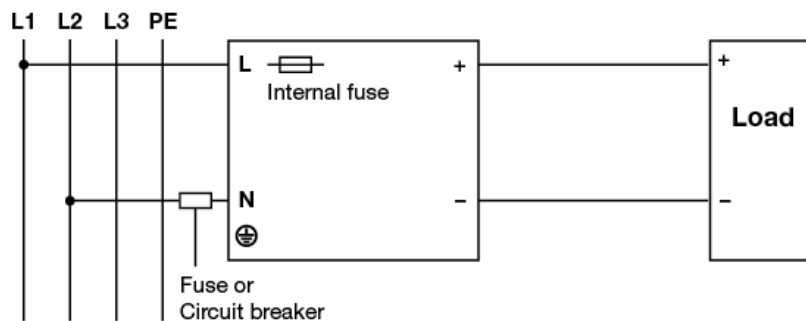 L1 L2 L3 PE
L
+
+
Internal fuse
Load
N
−
−
Fuse or
Circuit breaker